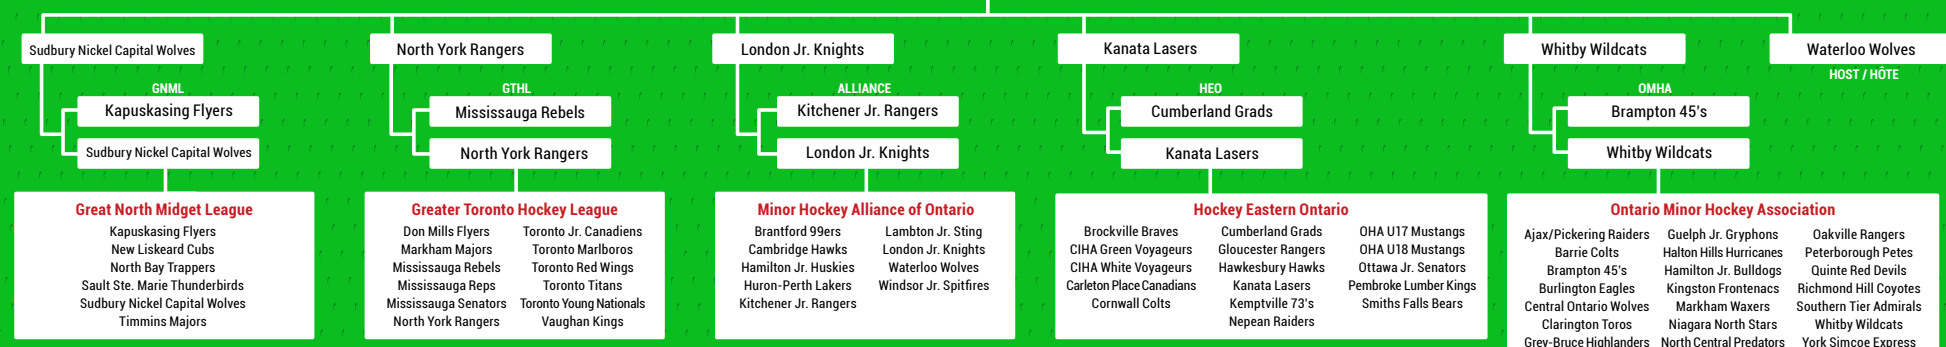 Sudbury Nickel Capital Wolves
North York Rangers
London Jr. Knights
Kanata Lasers
Whitby Wildcats
Waterloo Wolves
HOST / HÔTE
GNML
Kapuskasing Flyers
Sudbury Nickel Capital Wolves
GTHL
Mississauga Rebels
North York Rangers
ALLIANCE
Kitchener Jr. Rangers
London Jr. Knights
HEO
Cumberland Grads
Kanata Lasers
OMHA
Brampton 45's
Whitby Wildcats
Great North Midget League
Kapuskasing Flyers
New Liskeard Cubs
North Bay Trappers
Sault Ste. Marie Thunderbirds
Sudbury Nickel Capital Wolves
Timmins Majors
Greater Toronto Hockey League
Don Mills Flyers
Markham Majors
Mississauga Rebels
Mississauga Reps
Mississauga Senators
North York Rangers
Toronto Jr. Canadiens
Toronto Marlboros
Toronto Red Wings
Toronto Titans
Toronto Young Nationals
Vaughan Kings
Minor Hockey Alliance of Ontario
Brantford 99ers
Cambridge Hawks
Hamilton Jr. Huskies
Huron-Perth Lakers
Kitchener Jr. Rangers
Lambton Jr. Sting
London Jr. Knights
Waterloo Wolves
Windsor Jr. Spitfires
Hockey Eastern Ontario
Brockville Braves
CIHA Green Voyageurs
CIHA White Voyageurs
Carleton Place Canadians
Cornwall Colts
Cumberland Grads
Gloucester Rangers
Hawkesbury Hawks
Kanata Lasers
Kemptville 73's
Nepean Raiders
OHA U17 Mustangs
OHA U18 Mustangs
Ottawa Jr. Senators
Pembroke Lumber Kings
Smiths Falls Bears
Ontario Minor Hockey Association
Ajax/Pickering Raiders
Barrie Colts
Brampton 45's
Burlington Eagles
Central Ontario Wolves
Clarington Toros
Grey-Bruce Highlanders
Guelph Jr. Gryphons
Halton Hills Hurricanes
Hamilton Jr. Bulldogs
Kingston Frontenacs
Markham Waxers
Niagara North Stars
North Central Predators
Oakville Rangers
Peterborough Petes
Quinte Red Devils
Richmond Hill Coyotes
Southern Tier Admirals
Whitby Wildcats
York Simcoe Express